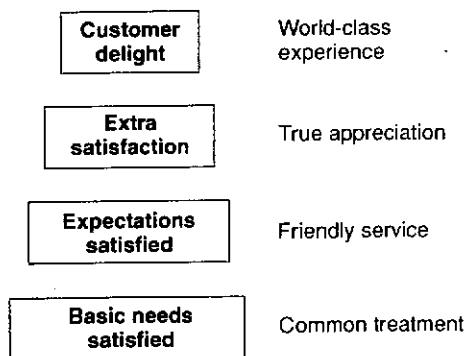 Customer
delight
World-class
experience
Extra
satisfaction
True appreciation
Expectations
satisfied
Friendly service
Basic needs
satisfied
Common treatment